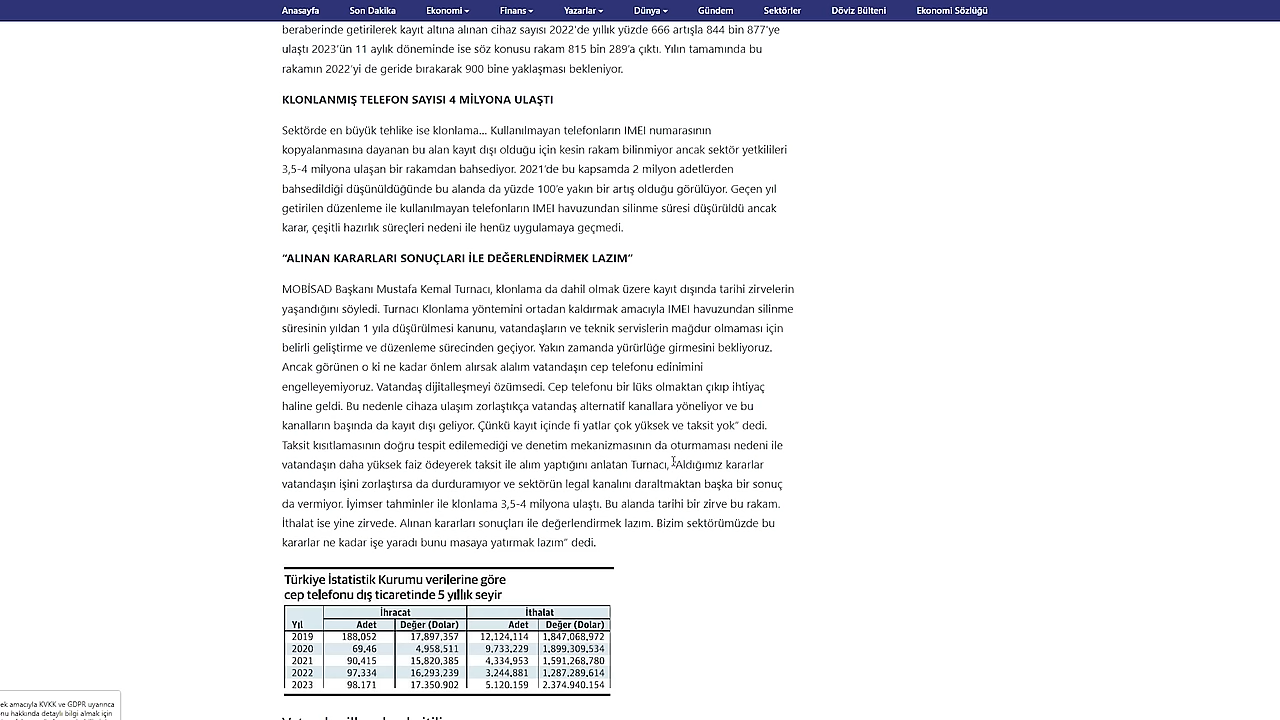 Anasayfa Son Dakika Ekonomi Finans Yazarlar Dünya Gündem Sektörler Döviz Bülteni Ekonomi Sözlüğü
beraberinde getirilerek kayıt altına alınan cihaz sayısı 2022'de yıllık yüzde 666 artışla 844 bin 877'ye
ulaştı 2023'ün 11 aylık döneminde ise söz konusu rakam 815 bin 289'a çıktı. Yılın tamamında bu
rakamın 2022'yi de geride bırakarak 900 bine yaklaşması bekleniyor.
KLONLANMIŞ TELEFON SAYISI 4 MİLYONA ULAŞTI
Sektörde en büyük tehlike ise klonlama... Kullanılmayan telefonların IMEI numarasının
kopyalanmasına dayanan bu alan kayıt dışı olduğu için kesin rakam bilinmiyor ancak sektör yetkilileri
3,5-4 milyona ulaşan bir rakamdan bahsediyor. 2021'de bu kapsamda 2 milyon adetlerden
bahsedildiği düşünüldüğünde bu alanda da yüzde 100'e yakın bir artış olduğu görülüyor. Geçen yıl
getirilen düzenleme ile kullanılmayan telefonların IMEI havuzundan silinme süresi düşürüldü ancak
karar, çeşitli hazırlık süreçleri nedeni ile henüz uygulamaya geçmedi.
"ALINAN KARARLARI SONUÇLARI İLE DEĞERLENDİRMEK LAZIM"
MOBİSAD Başkanı Mustafa Kemal Turnacı, klonlama da dahil olmak üzere kayıt dışında tarihi zirvelerin
yaşandığını söyledi. Turnacı Klonlama yöntemini ortadan kaldırmak amacıyla IMEI havuzundan silinme
süresinin yıldan 1 yıla düşürülmesi kanunu, vatandaşların ve teknik servislerin mağdur olmaması için
belirli geliştirme ve düzenleme sürecinden geçiyor. Yakın zamanda yürürlüğe girmesini bekliyoruz.
Ancak görünen o ki ne kadar önlem alırsak alalım vatandaşın cep telefonu edinimini
engelleyemiyoruz. Vatandaş dijitalleşmeyi özümsedi. Cep telefonu bir lüks olmaktan çıkıp ihtiyaç
haline geldi. Bu nedenle cihaza ulaşım zorlaştıkça vatandaş alternatif kanallara yöneliyor ve bu
kanalların başında da kayıt dışı geliyor. Çünkü kayıt içinde fi yatlar çok yüksek ve taksit yok" dedi.
Taksit kısıtlamasının doğru tespit edilemediği ve denetim mekanizmasının da oturmaması nedeni ile
vatandaşın daha yüksek faiz ödeyerek taksit ile alım yaptığını anlatan Turnacı, "Aldığımız kararlar
vatandaşın işini zorlaştırsa da durduramıyor ve sektörün legal kanalını daraltmaktan başka bir sonuç
da vermiyor. İyimser tahminler ile klonlama 3,5-4 milyona ulaştı. Bu alanda tarihi bir zirve bu rakam.
İthalat ise yine zirvede. Alınan kararları sonuçları ile değerlendirmek lazım. Bizim sektörümüzde bu
kararlar ne kadar işe yaradı bunu masaya yatırmak lazım" dedi.
Türkiye İstatistik Kurumu verilerine göre
cep telefonu dış ticaretinde 5 yıllık seyir
İhracat İthalat
Yıl Adet Değer (Dolar) Adet Değer (Dolar)
2019 188.052 17.897.357 12.124.114 1.847.068.972
2020 69.46 4.958.511 9.733.229 1.899.309.534
2021 90.415 15.820.385 4.334.953 1.591.268.780
2022 97.334 16.293.239 3.244.881 1.287.289.614
2023 98.171 17.350.902 5.120.159 2.374.940.154
ek amacıyla KVKK ve GDPR uyarınca
nu hakkında detaylı bilgi almak için